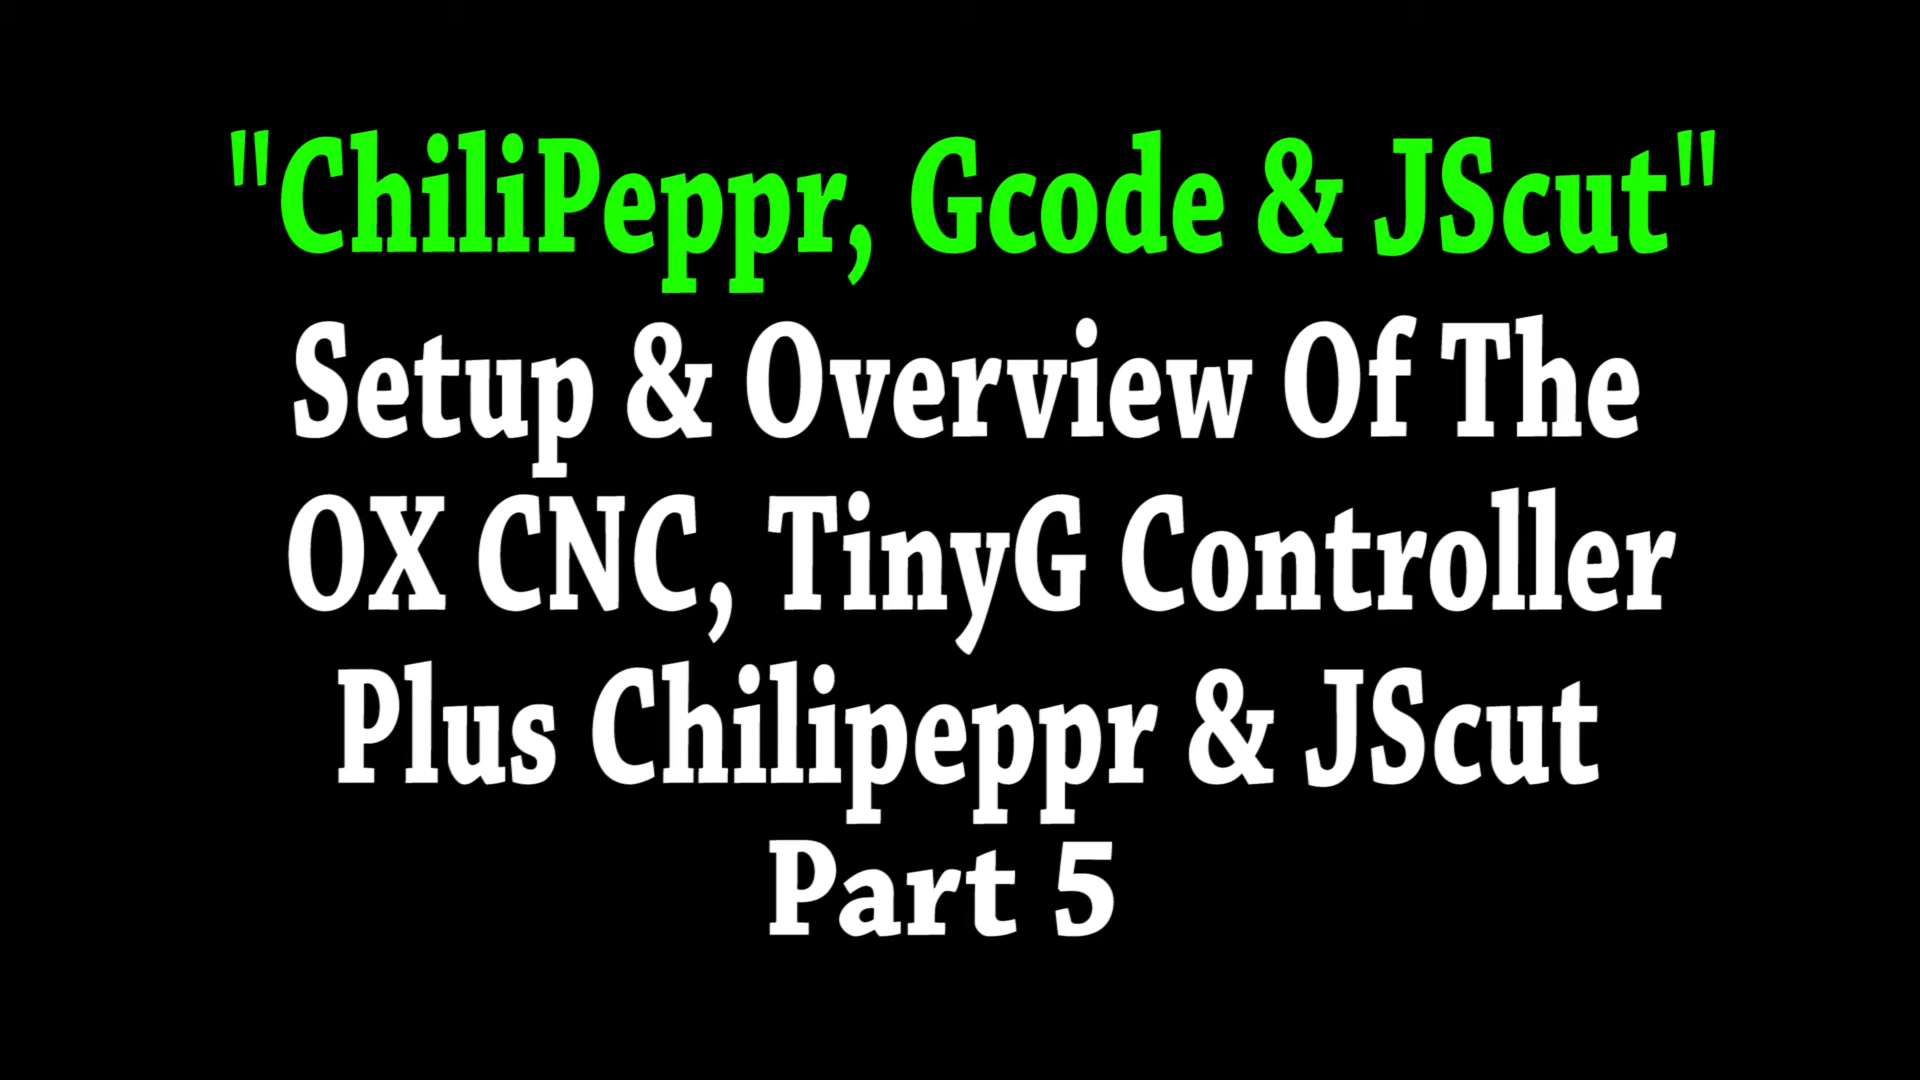 "ChiliPeppr, Gcode & JScut"
Setup & Overview Of The
OX CNC, TinyG Controller
Plus Chilipeppr & JScut
Part 5